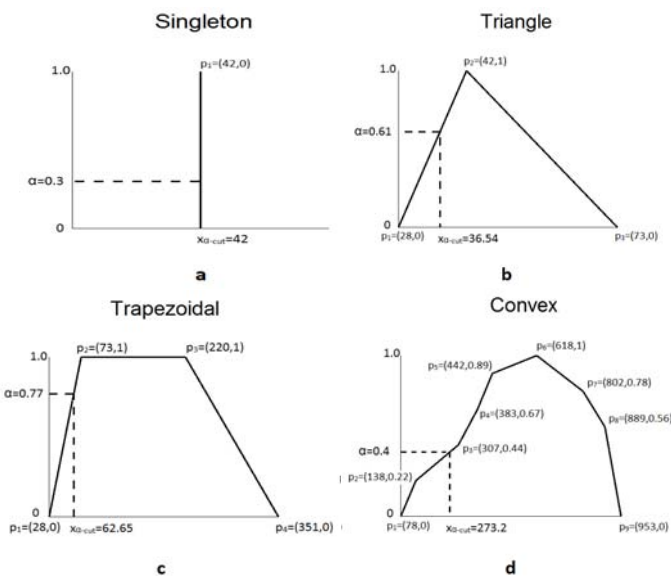 Singleton
p₁=(42,0)
1.0
α=0.3
0
xα-cut=42
a
Triangle
p₂=(42,1)
1.0
α=0.61
0
p₁=(28,0)
xα-cut=36.54
p₃=(73,0)
b
Trapezoidal
p₂=(73,1)
p₃=(220,1)
1.0
α=0.77
0
p₁=(28,0)
xα-cut=62.65
p₄=(351,0)
c
Convex
p₆=(618,1)
1.0
p₅=(442,0.89)
p₇=(802,0.78)
p₄=(383,0.67)
p₈=(889,0.56)
p₃=(307,0.44)
α=0.4
p₂=(138,0.22)
0
p₁=(78,0)
xα-cut=273.2
p₉=(953,0)
d